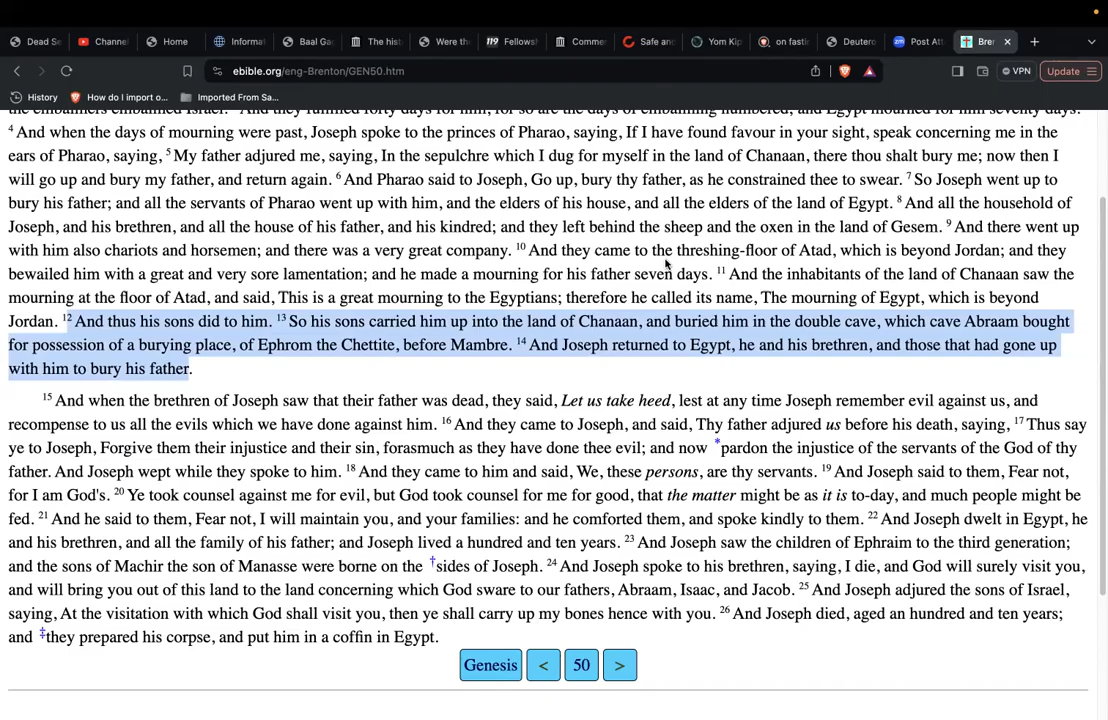 Dead Se
Channel
Home
Informat
Baal Gac
The hist
Were the
119 Fellows
Commen
Safe and
Yom Kip
on fastin
Deutero
zm Post Att
Bren
ebible.org/eng-Brenton/GEN50.htm
VPN
Update
History
How do I import o...
Imported From Sa...
the embalmers embalmed Israel. And they fulfilled forty days for him, for so are the days of embalming numbered; and Egypt mourned for him seventy days.
4 And when the days of mourning were past, Joseph spoke to the princes of Pharao, saying, If I have found favour in your sight, speak concerning me in the
ears of Pharao, saying, 5 My father adjured me, saying, In the sepulchre which I dug for myself in the land of Chanaan, there thou shalt bury me; now then I
will go up and bury my father, and return again. 6 And Pharao said to Joseph, Go up, bury thy father, as he constrained thee to swear. 7 So Joseph went up to
bury his father; and all the servants of Pharao went up with him, and the elders of his house, and all the elders of the land of Egypt. 8 And all the household of
Joseph, and his brethren, and all the house of his father, and his kindred; and they left behind the sheep and the oxen in the land of Gesem. 9 And there went up
with him also chariots and horsemen; and there was a very great company. 10 And they came to the threshing-floor of Atad, which is beyond Jordan; and they
bewailed him with a great and very sore lamentation; and he made a mourning for his father seven days. 11 And the inhabitants of the land of Chanaan saw the
mourning at the floor of Atad, and said, This is a great mourning to the Egyptians; therefore he called its name, The mourning of Egypt, which is beyond
Jordan. 12 And thus his sons did to him. 13 So his sons carried him up into the land of Chanaan, and buried him in the double cave, which cave Abraam bought
for possession of a burying place, of Ephrom the Chettite, before Mambre. 14 And Joseph returned to Egypt, he and his brethren, and those that had gone up
with him to bury his father.
15 And when the brethren of Joseph saw that their father was dead, they said, Let us take heed, lest at any time Joseph remember evil against us, and
recompense to us all the evils which we have done against him. 16 And they came to Joseph, and said, Thy father adjured us before his death, saying, 17 Thus say
ye to Joseph, Forgive them their injustice and their sin, forasmuch as they have done thee evil; and now *pardon the injustice of the servants of the God of thy
father. And Joseph wept while they spoke to him. 18 And they came to him and said, We, these persons, are thy servants. 19 And Joseph said to them, Fear not,
for I am God's. 20 Ye took counsel against me for evil, but God took counsel for me for good, that the matter might be as it is to-day, and much people might be
fed. 21 And he said to them, Fear not, I will maintain you, and your families: and he comforted them, and spoke kindly to them. 22 And Joseph dwelt in Egypt, he
and his brethren, and all the family of his father; and Joseph lived a hundred and ten years. 23 And Joseph saw the children of Ephraim to the third generation;
and the sons of Machir the son of Manasse were borne on the †sides of Joseph. 24 And Joseph spoke to his brethren, saying, I die, and God will surely visit you,
and will bring you out of this land to the land concerning which God sware to our fathers, Abraam, Isaac, and Jacob. 25 And Joseph adjured the sons of Israel,
saying, At the visitation with which God shall visit you, then ye shall carry up my bones hence with you. 26 And Joseph died, aged an hundred and ten years;
and ‡they prepared his corpse, and put him in a coffin in Egypt.
Genesis < 50 >